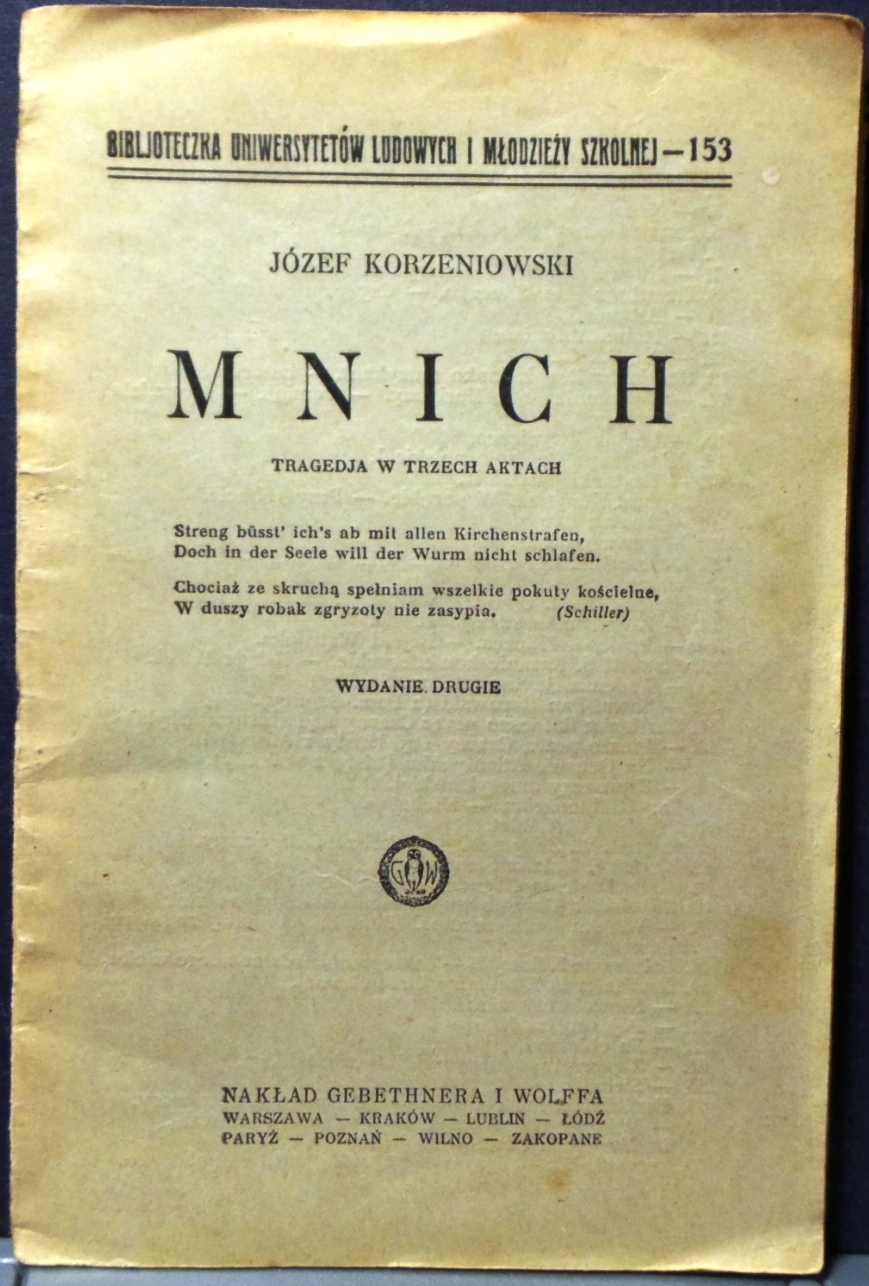 BIBLJOTECZKA UNIWERSYTETÓW LUDOWYCH I MŁODZIEŻY SZKOLNEJ — 153
JÓZEF KORZENIOWSKI
MNICH
TRAGEDJA W TRZECH AKTACH
Streng büsst' ich's ab mit allen Kirchenstrafen,
Doch in der Seele will der Wurm nicht schlafen.
Chociaż ze skruchą spełniam wszelkie pokuty kościelne,
W duszy robak zgryzoty nie zasypia. (Schiller)
WYDANIE DRUGIE
G W
NAKŁAD GEBETHNERA I WOLFFA
WARSZAWA — KRAKÓW — LUBLIN — ŁÓDŹ
PARYŻ — POZNAŃ — WILNO — ZAKOPANE